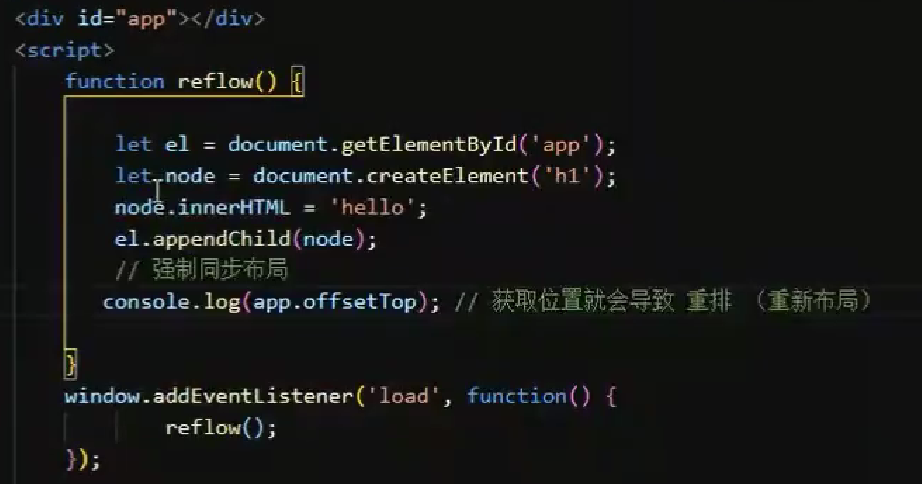 <div id="app"></div>
<script>
function reflow() {
let el = document.getElementById('app');
let node = document.createElement('h1');
node.innerHTML = 'hello';
el.appendChild(node);
// 强制同步布局
console.log(app.offsetTop); // 获取位置就会导致 重排 （重新布局）
}
window.addEventListener('load', function() {
reflow();
});